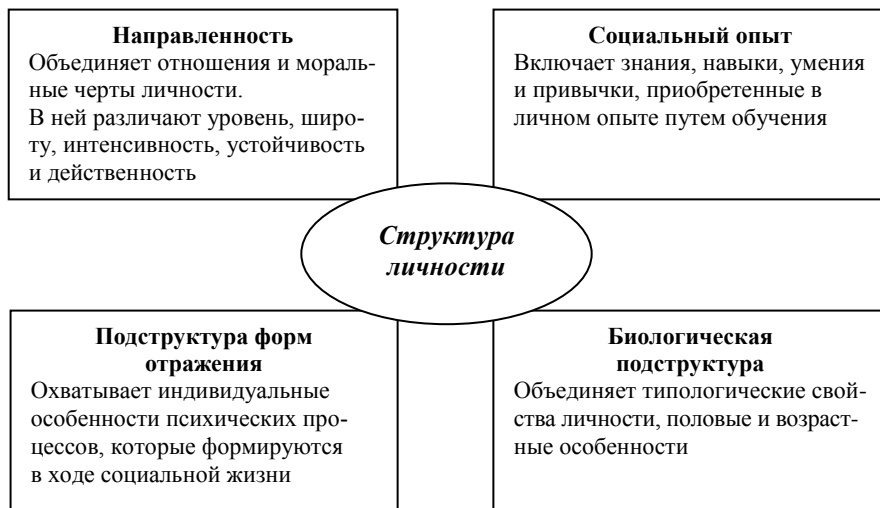 Направленность
Объединяет отношения и мораль-
ные черты личности.
В ней различают уровень, широ-
ту, интенсивность, устойчивость
и действенность
Социальный опыт
Включает знания, навыки, умения
и привычки, приобретенные в
личном опыте путем обучения
Структура
личности
Подструктура форм
отражения
Охватывает индивидуальные
особенности психических про-
цессов, которые формируются
в ходе социальной жизни
Биологическая
подструктура
Объединяет типологические свой-
ства личности, половые и возраст-
ные особенности